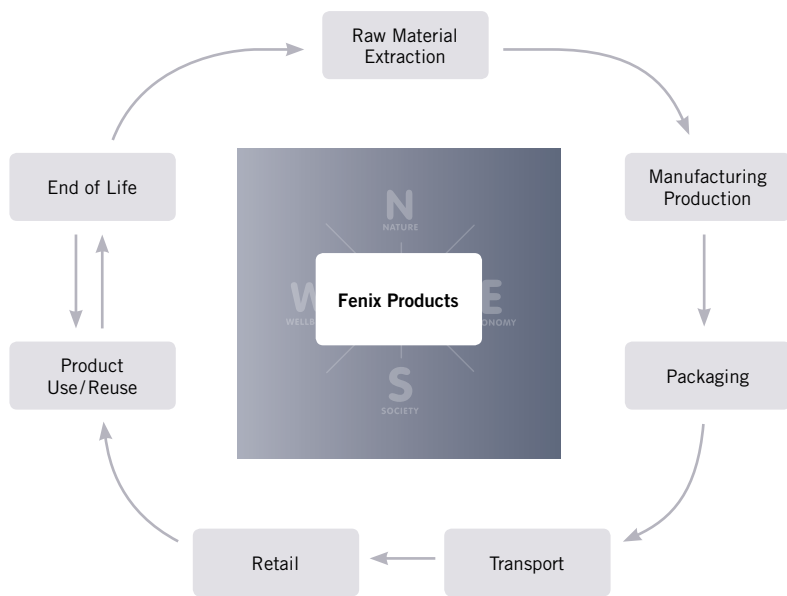 Raw Material
Extraction
Manufacturing
Production
Packaging
Transport
Retail
Product
Use/Reuse
End of Life
N
NATURE
W
E
Fenix Products
S
SOCIETY